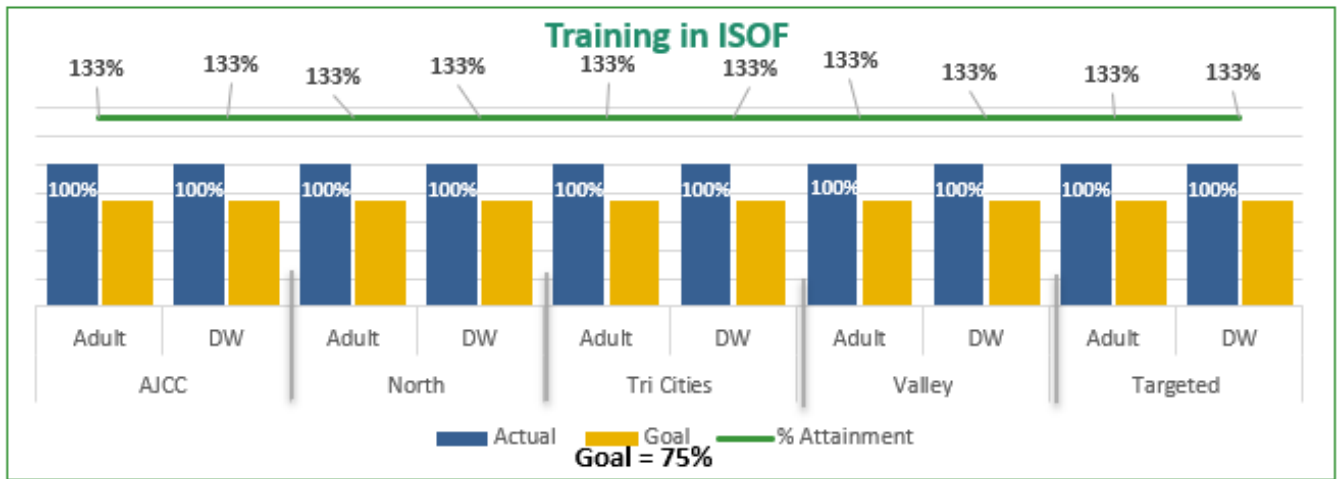 Training in ISOF
133% 133% 133% 133% 133% 133% 133% 133% 133% 133%
100% 100% 100% 100% 100% 100% 100% 100% 100% 100%
Adult DW Adult DW Adult DW Adult DW Adult DW
AJCC North Tri Cities Valley Targeted
Actual Goal % Attainment
Goal = 75%